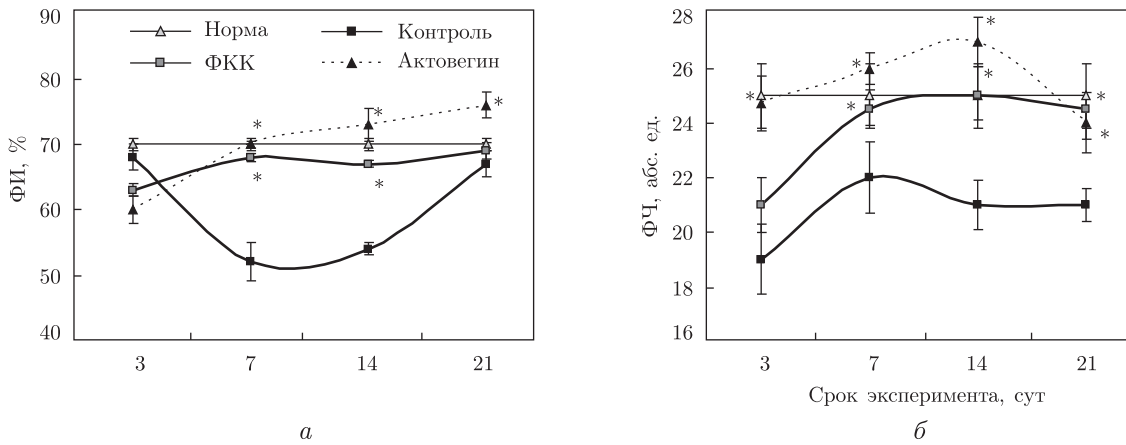 90
80
70
60
50
40
ФИ, %
Норма
ФКК
Контроль
Актовегин
*
*
*
*
*
3 7 14 21
а
28
26
24
22
20
18
16
ФЧ, абс. ед.
*
*
*
*
*
*
*
3 7 14 21
Срок эксперимента, сут
б